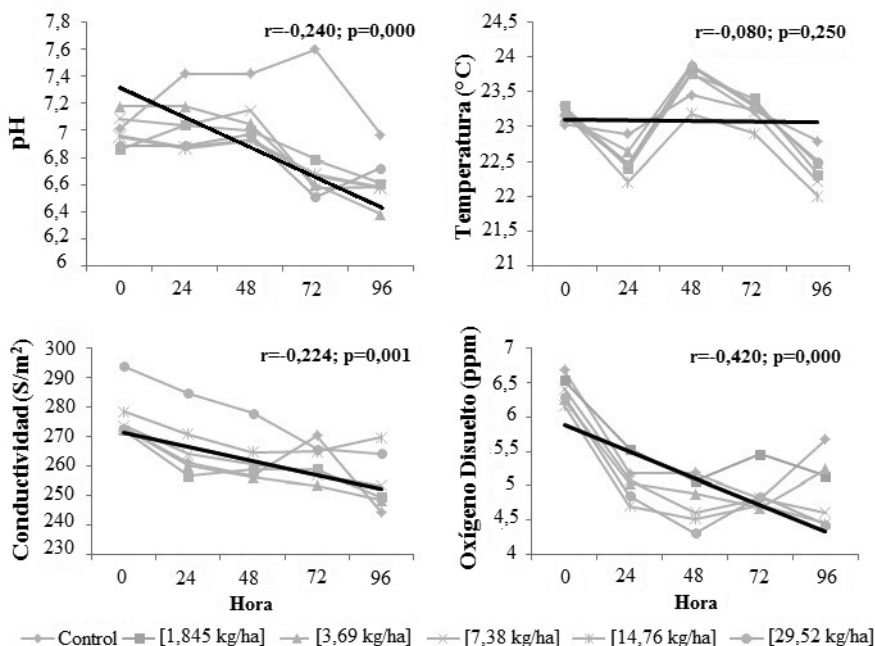 r=-0,240; p=0,000
pH
7,8
7,6
7,4
7,2
7
6,8
6,6
6,4
6,2
6
0 24 48 72 96
r=-0,080; p=0,250
Temperatura (°C)
24,5
24
23,5
23
22,5
22
21,5
21
0 24 48 72 96
r=-0,224; p=0,001
Conductividad (S/m²)
300
290
280
270
260
250
240
230
0 24 48 72 96
Hora
r=-0,420; p=0,000
Oxígeno Disuelto (ppm)
7
6,5
6
5,5
5
4,5
4
0 24 48 72 96
Hora
Control [1,845 kg/ha] [3,69 kg/ha] [7,38 kg/ha] [14,76 kg/ha] [29,52 kg/ha]